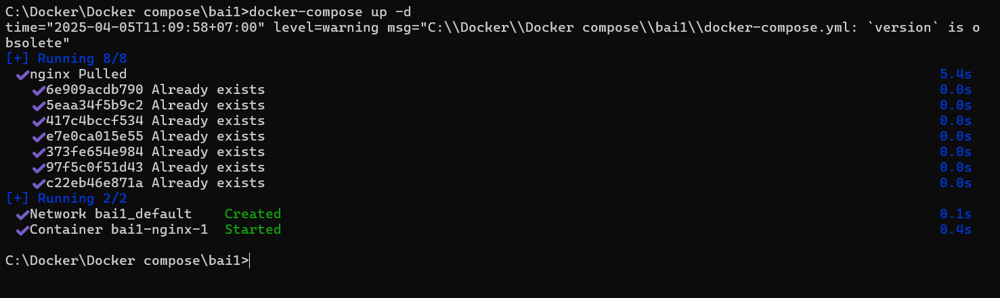 C:\Docker\Docker compose\bai1>docker-compose up -d
time="2025-04-05T11:09:58+07:00" level=warning msg="C:\\Docker\\Docker compose\\bai1\\docker-compose.yml: `version` is o
bsolete"
[+] Running 8/8
✔nginx Pulled 5.4s
✔6e909acdb790 Already exists 0.0s
✔5eaa34f5b9c2 Already exists 0.0s
✔417c4bccf534 Already exists 0.0s
✔e7e0ca015e55 Already exists 0.0s
✔373fe654e984 Already exists 0.0s
✔97f5c0f51d43 Already exists 0.0s
✔c22eb46e871a Already exists 0.0s
[+] Running 2/2
✔Network bai1_default Created 0.1s
✔Container bai1-nginx-1 Started 0.4s
C:\Docker\Docker compose\bai1>